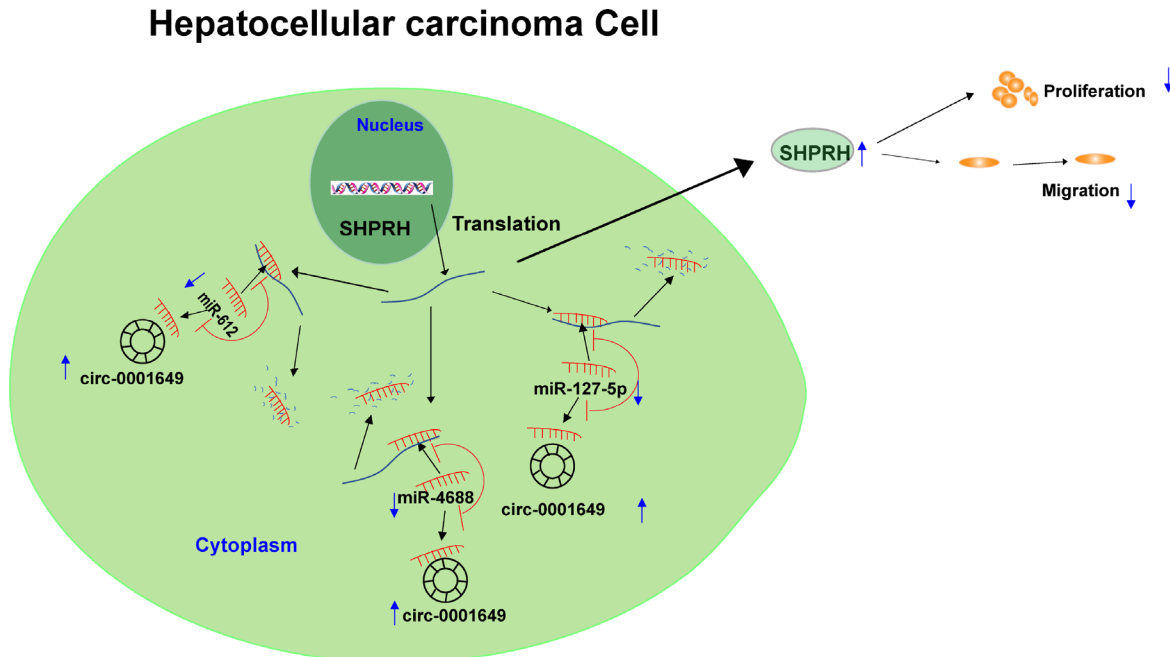 Hepatocellular carcinoma Cell
Nucleus
SHPRH
Translation
SHPRH
Proliferation
Migration
miR-612
circ-0001649
miR-127-5p
circ-0001649
miR-4688
circ-0001649
Cytoplasm